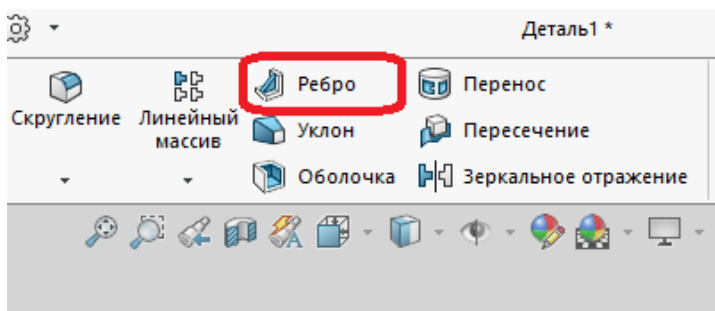 Деталь1 *
Скругление
Линейный
массив
Ребро
Уклон
Оболочка
Перенос
Пересечение
Зеркальное отражение